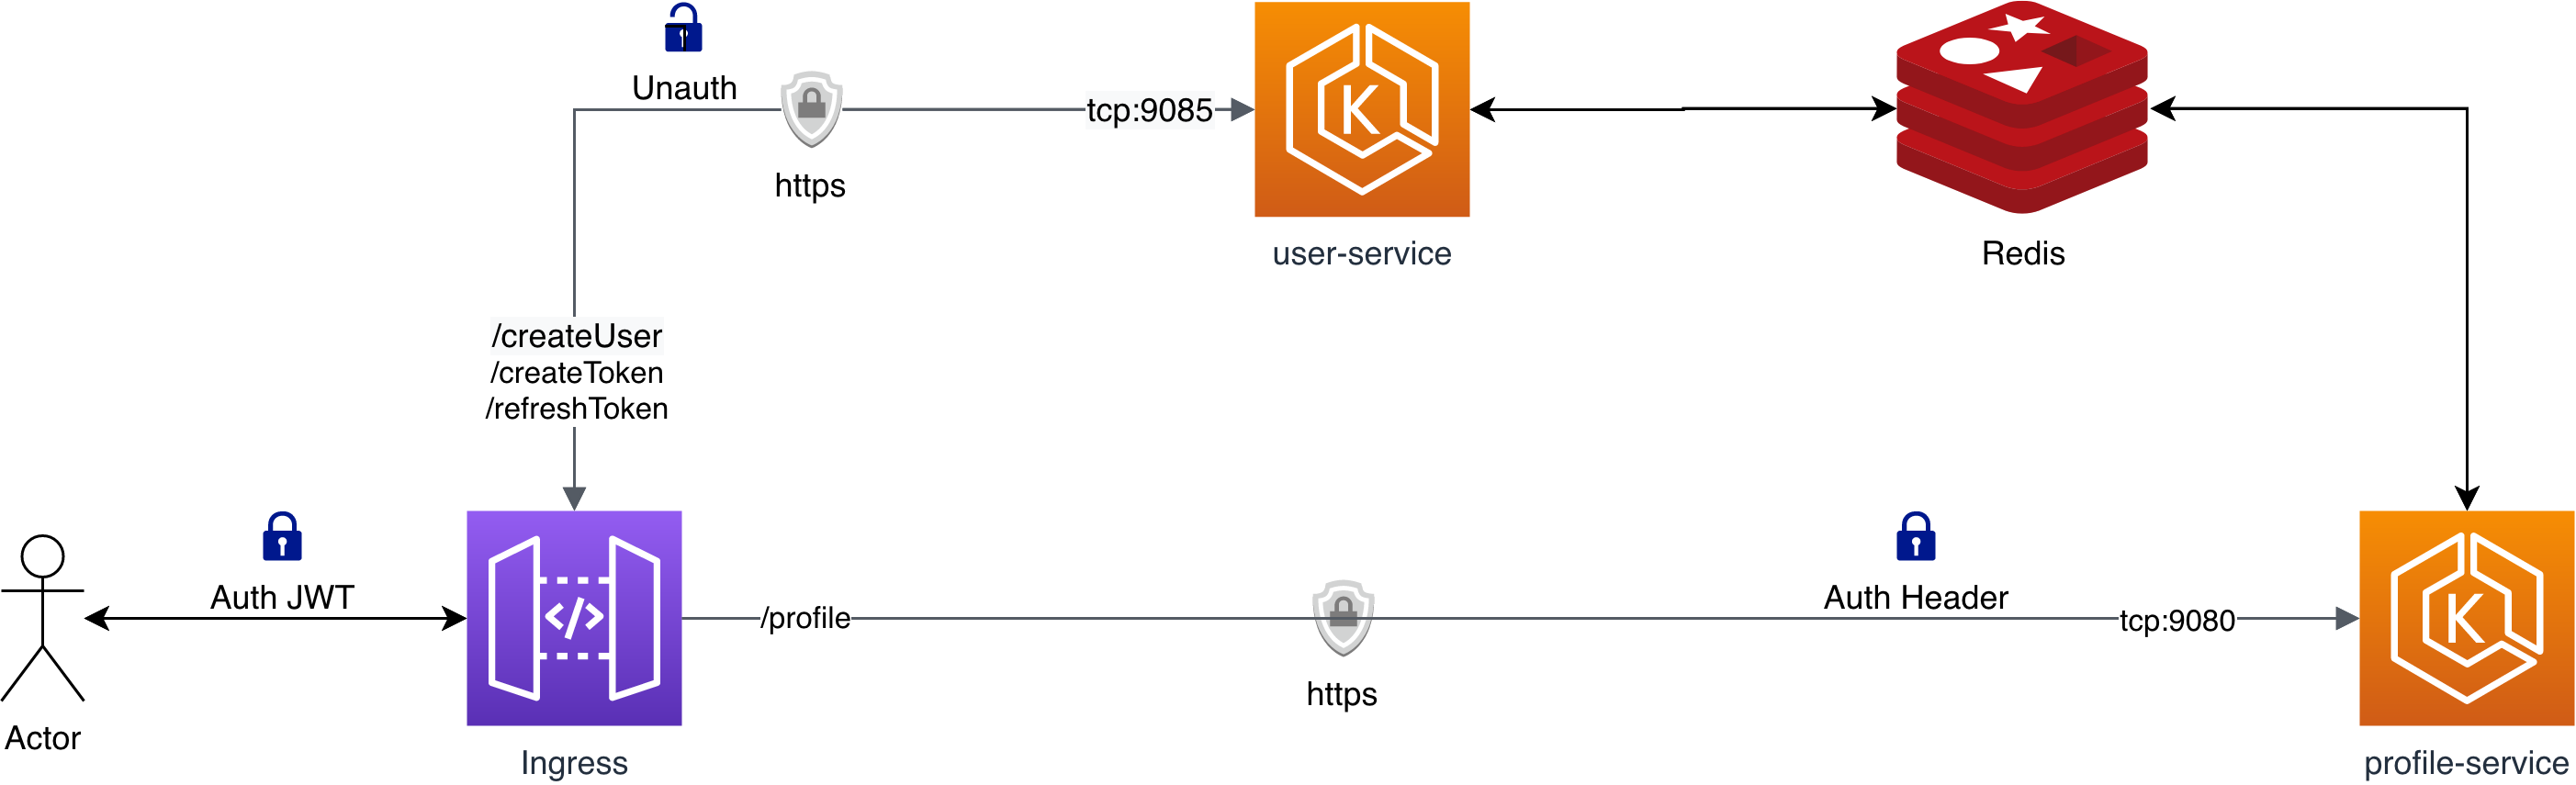 Unauth
https
tcp:9085
K
user-service
Redis
/createUser
/createToken
/refreshToken
Auth JWT
Actor
</>
Ingress
/profile
https
Auth Header
tcp:9080
K
profile-service